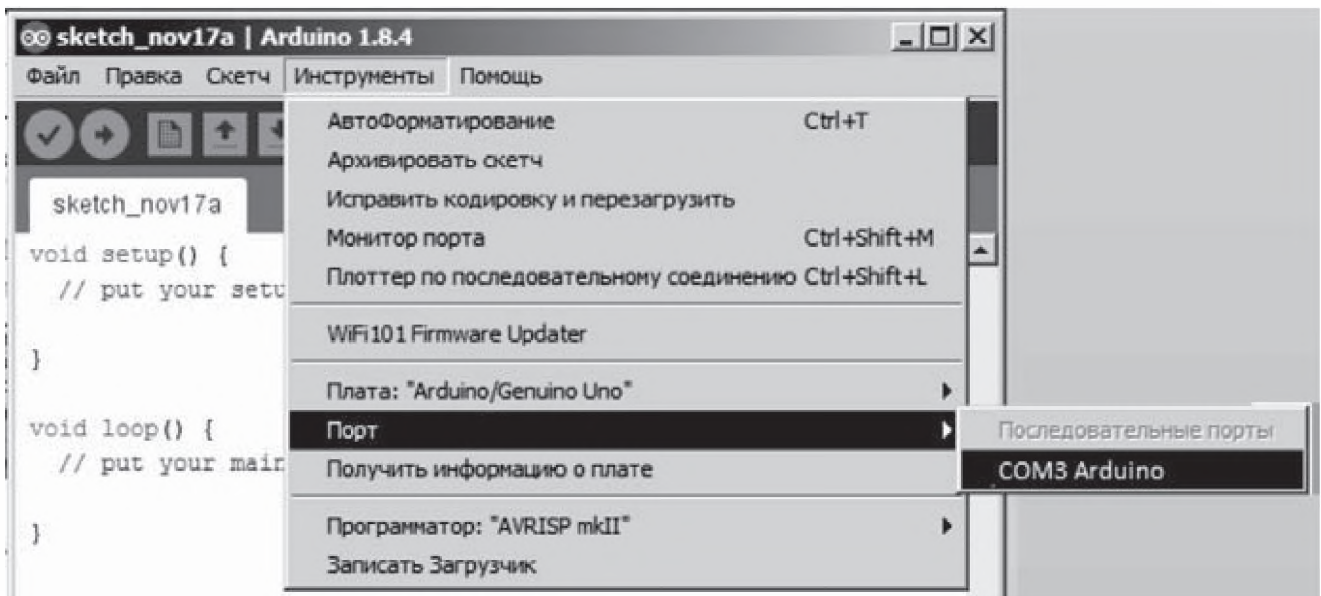 sketch_nov17a | Arduino 1.8.4
Файл Правка Скетч Инструменты Помощь
АвтоФорматирование Ctrl+T
Архивировать скетч
Исправить кодировку и перезагрузить
Монитор порта Ctrl+Shift+M
Плоттер по последовательному соединению Ctrl+Shift+L
WiFi101 Firmware Updater
Плата: "Arduino/Genuino Uno"
Порт
Получить информацию о плате
Программатор: "AVRISP mkII"
Записать Загрузчик
Последовательные порты
COM3 Arduino
sketch_nov17a
void setup() {
// put your setu
}
void loop() {
// put your main
}